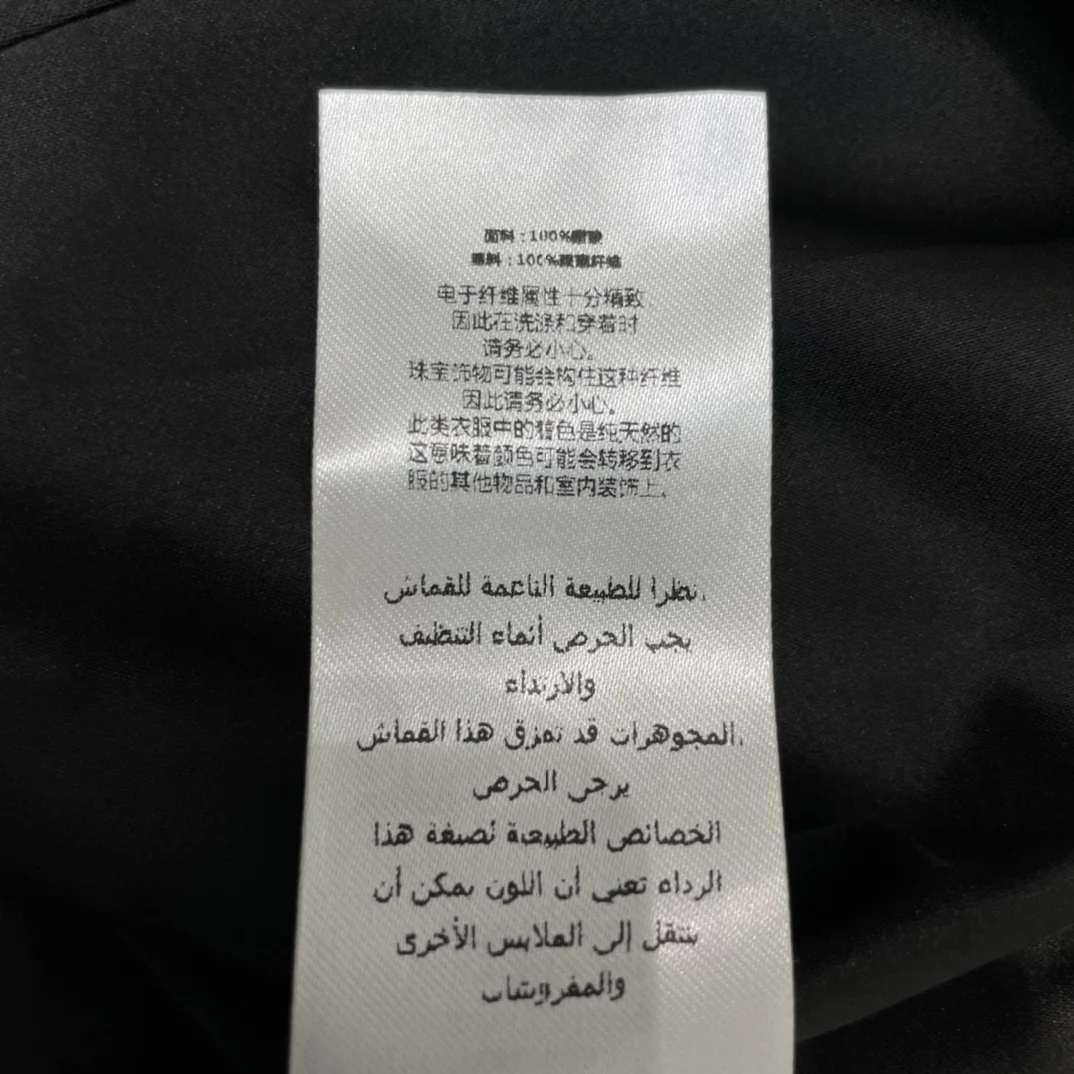 面料：100%醋酸
里料：100%聚酯纤维
电于纤维属性十分精致
因此在洗涤和穿着时
请务必小心。
珠宝饰物可能会构住这种纤维
因此请务必小心。
此类衣服中的着色是纯天然的
这意味着颜色可能会转移到衣
服的其他物品和室内装饰上。
نظرا للطبيعة الناعمة للقماش.
يجب الحرص أثناء التنظيف
والارتداء
المجوهرات قد تمزق هذا القماش.
يرجى الحرص
الخصائص الطبيعية لصبغة هذا
الرداء تعني أن اللون يمكن أن
ينتقل إلى الملابس الأخرى
والمفروشات